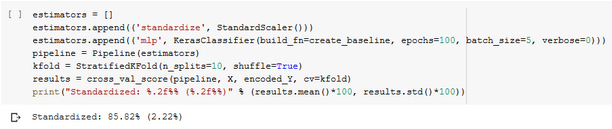 [ ] estimators = []
estimators.append(('standardize', StandardScaler()))
estimators.append(('mlp', KerasClassifier(build_fn=create_baseline, epochs=100, batch_size=5, verbose=0)))
pipeline = Pipeline(estimators)
kfold = StratifiedKFold(n_splits=10, shuffle=True)
results = cross_val_score(pipeline, X, encoded_Y, cv=kfold)
print("Standardized: %.2f%% (%.2f%%)" % (results.mean()*100, results.std()*100))
Standardized: 85.82% (2.22%)